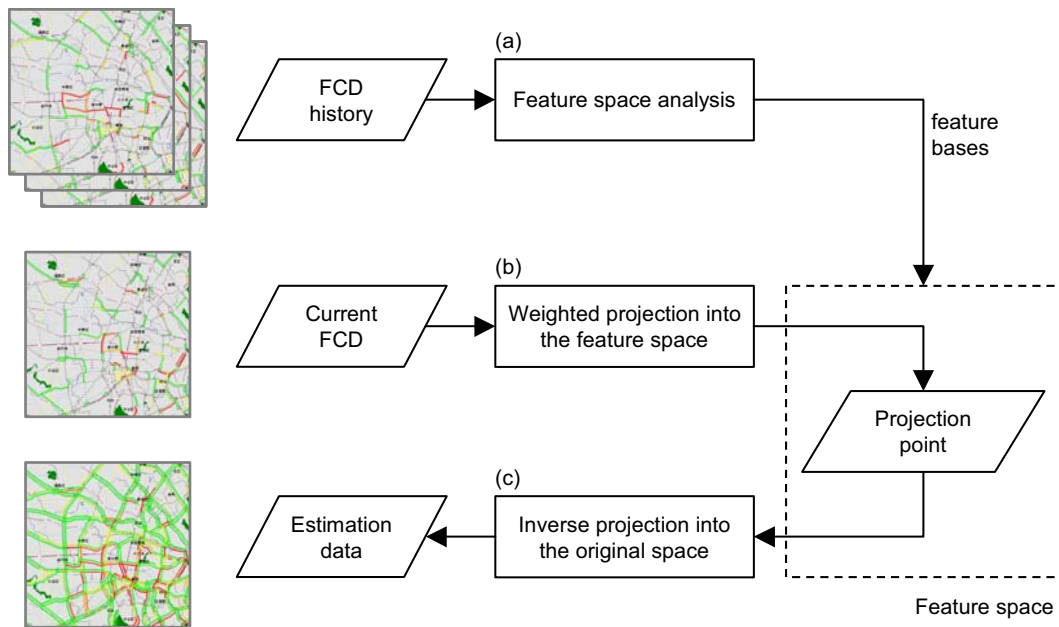 (a)
FCD
history
Feature space analysis
feature
bases
(b)
Current
FCD
Weighted projection into
the feature space
Projection
point
(c)
Estimation
data
Inverse projection into
the original space
Feature space